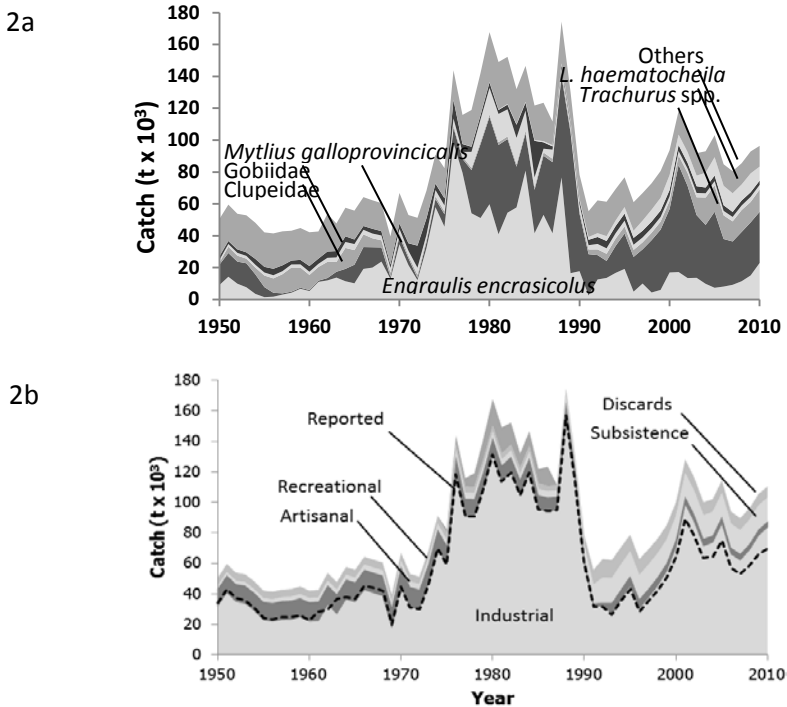 2a
Catch (t x 10³)
180
160
140
120
100
80
60
40
20
0
Others
L. haematocheila
Trachurus spp.
Mytlius galloprovincicalis
Gobiidae
Clupeidae
Engraulis encrasicolus
1950 1960 1970 1980 1990 2000 2010
2b
Catch (t x 10³)
180
160
140
120
100
80
60
40
20
0
Reported
Recreational
Artisanal
Discards
Subsistence
Industrial
1950 1960 1970 1980 1990 2000 2010
Year